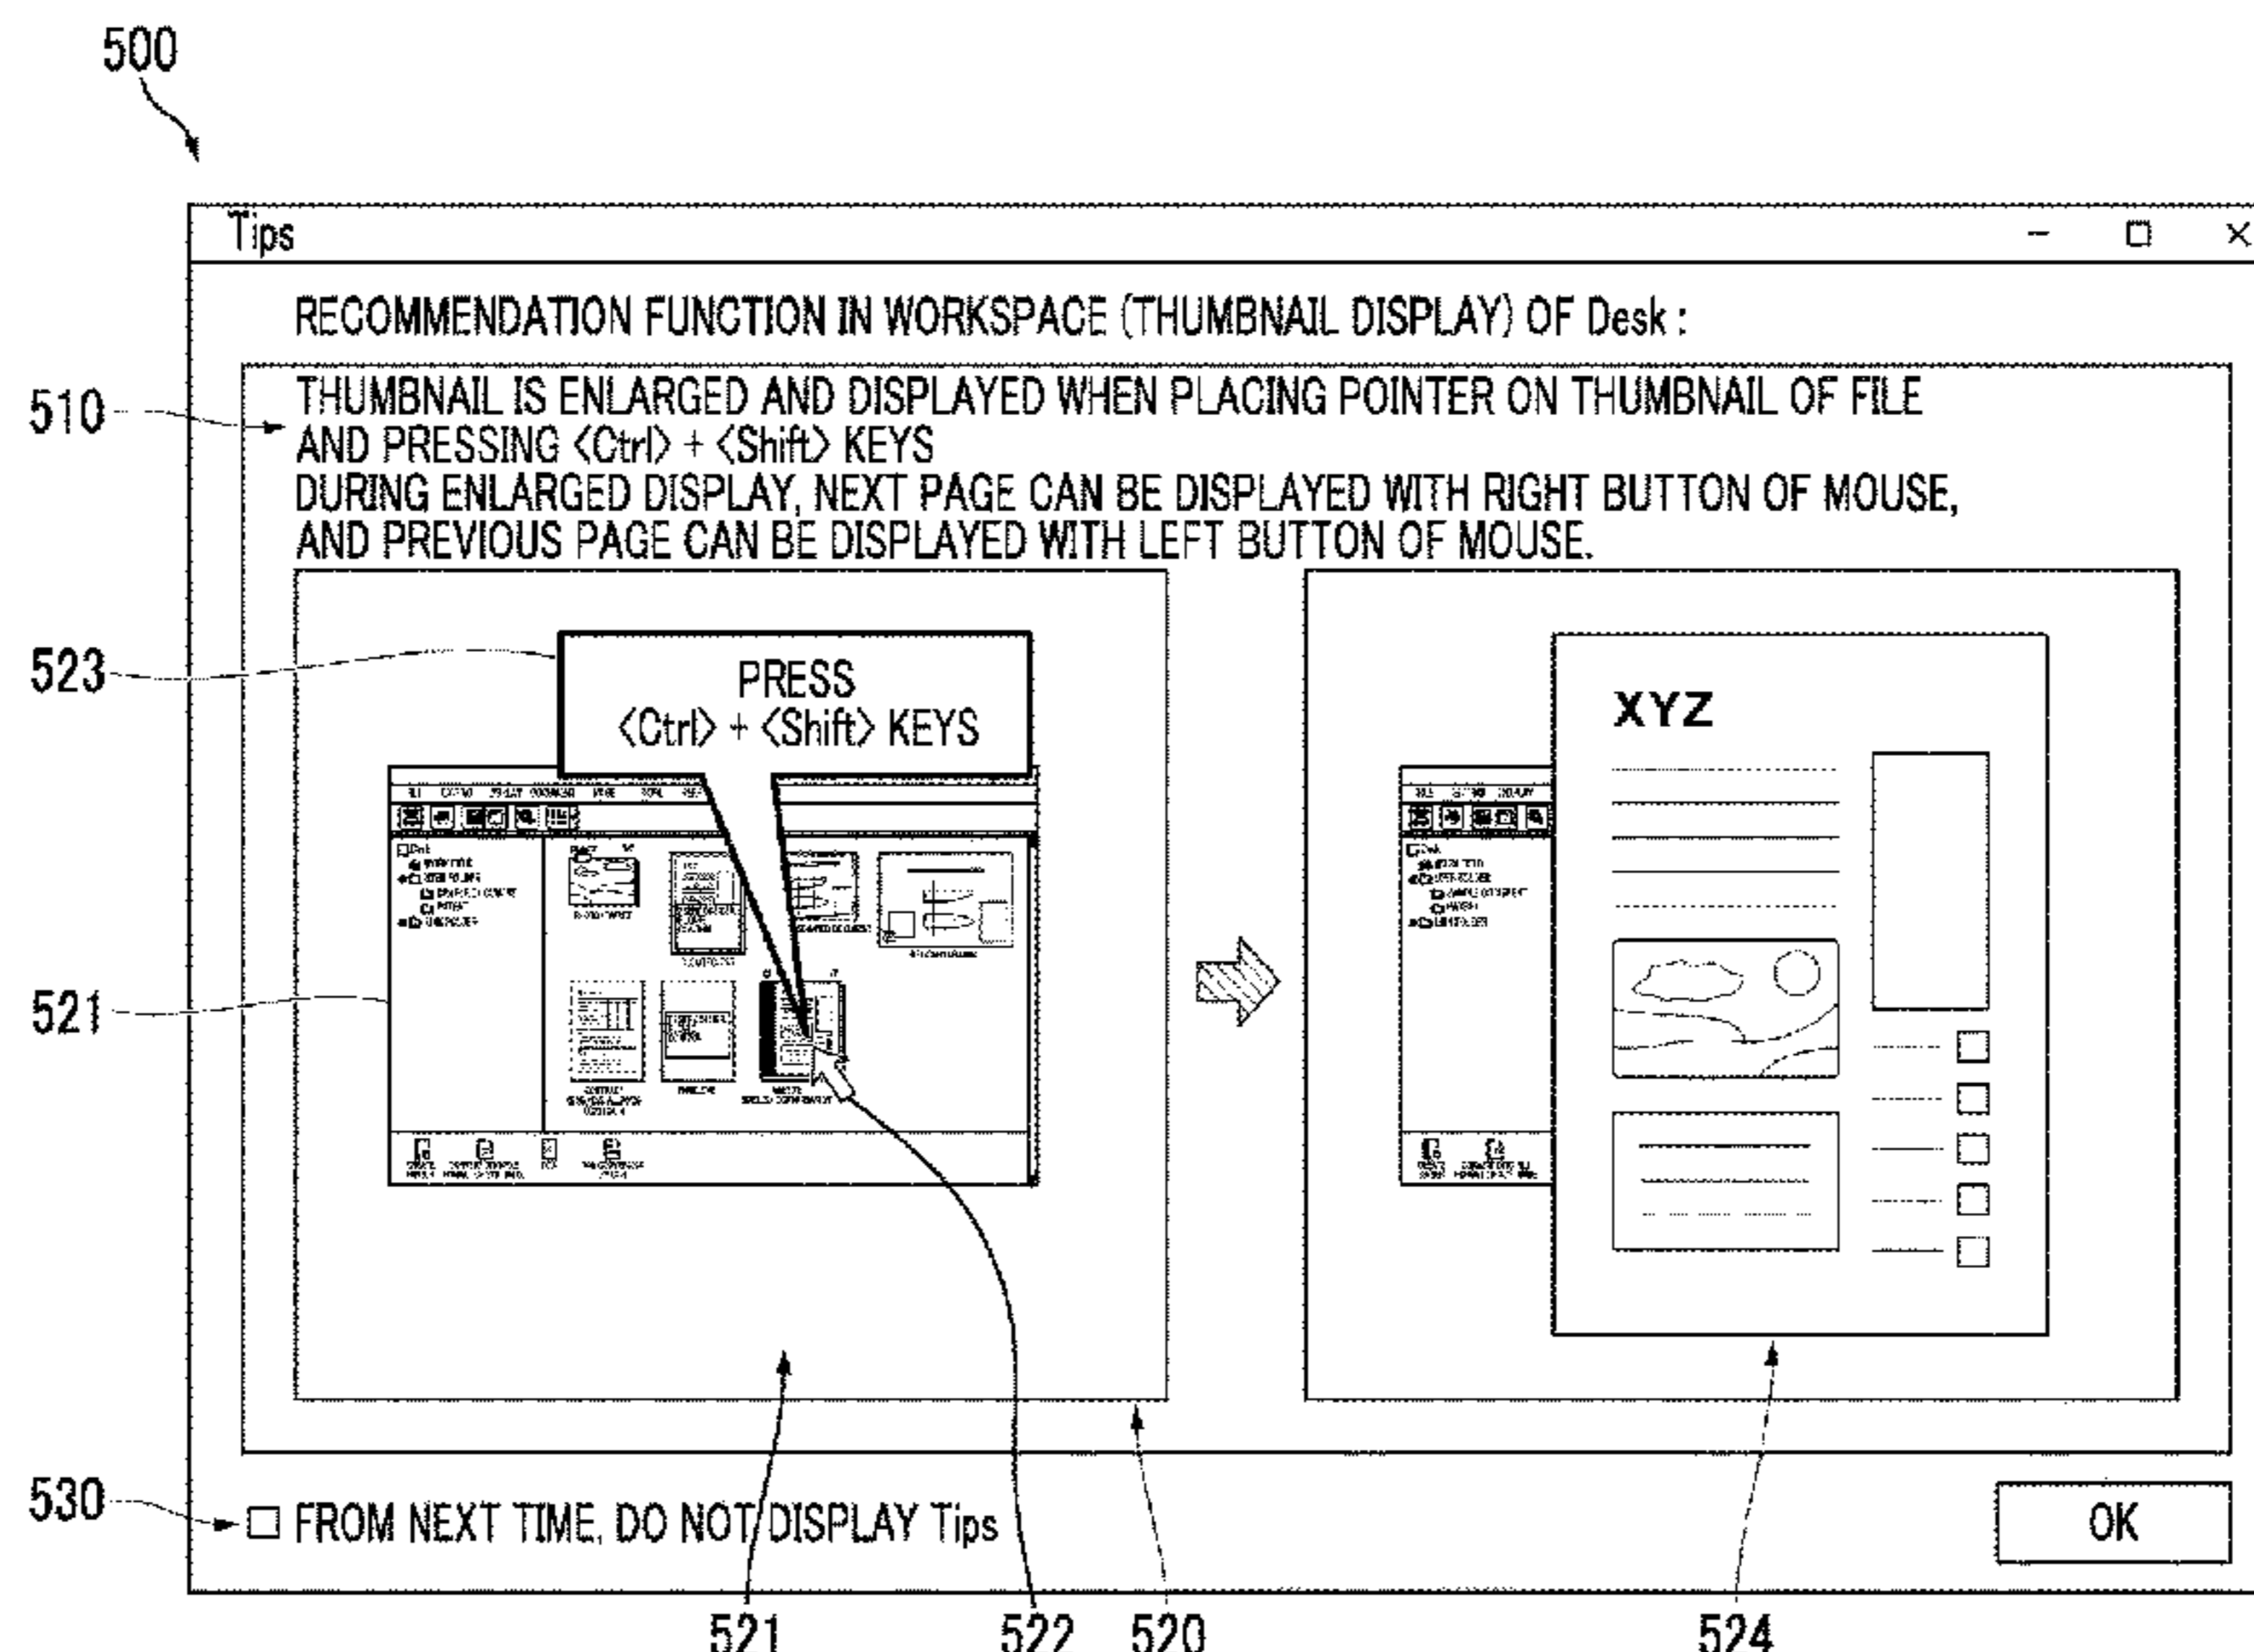 500
Tips
RECOMMENDATION FUNCTION IN WORKSPACE (THUMBNAIL DISPLAY) OF Desk :
510
THUMBNAIL IS ENLARGED AND DISPLAYED WHEN PLACING POINTER ON THUMBNAIL OF FILE
AND PRESSING <Ctrl> + <Shift> KEYS
DURING ENLARGED DISPLAY, NEXT PAGE CAN BE DISPLAYED WITH RIGHT BUTTON OF MOUSE,
AND PREVIOUS PAGE CAN BE DISPLAYED WITH LEFT BUTTON OF MOUSE.
523
PRESS
<Ctrl> + <Shift> KEYS
XYZ
521
530
FROM NEXT TIME, DO NOT DISPLAY Tips
OK
521
522
520
524